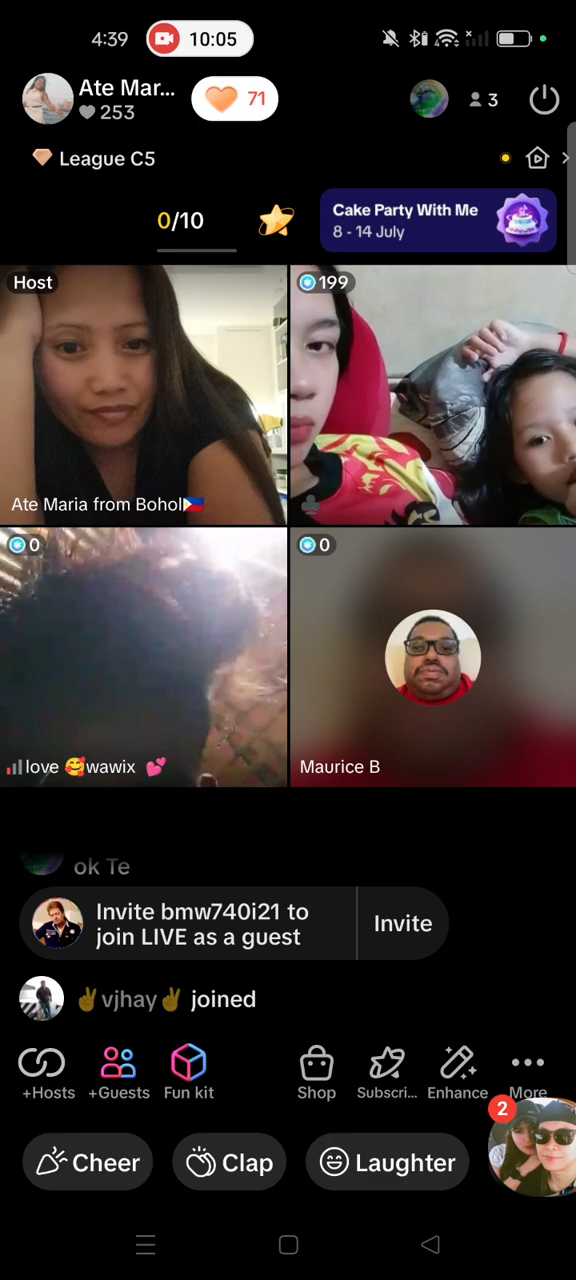 4:39
10:05
Ate Mar...
253
71
3
League C5
0/10
Cake Party With Me
8 - 14 July
Host
199
Ate Maria from Bohol🇵🇭
♣
0
0
love 🥰wawix 💕
Maurice B
ok Te
Invite bmw740i21 to
join LIVE as a guest
Invite
✌vjhay✌ joined
+Hosts
+Guests
Fun kit
Shop
Subscri...
Enhance
More
2
Cheer
Clap
Laughter